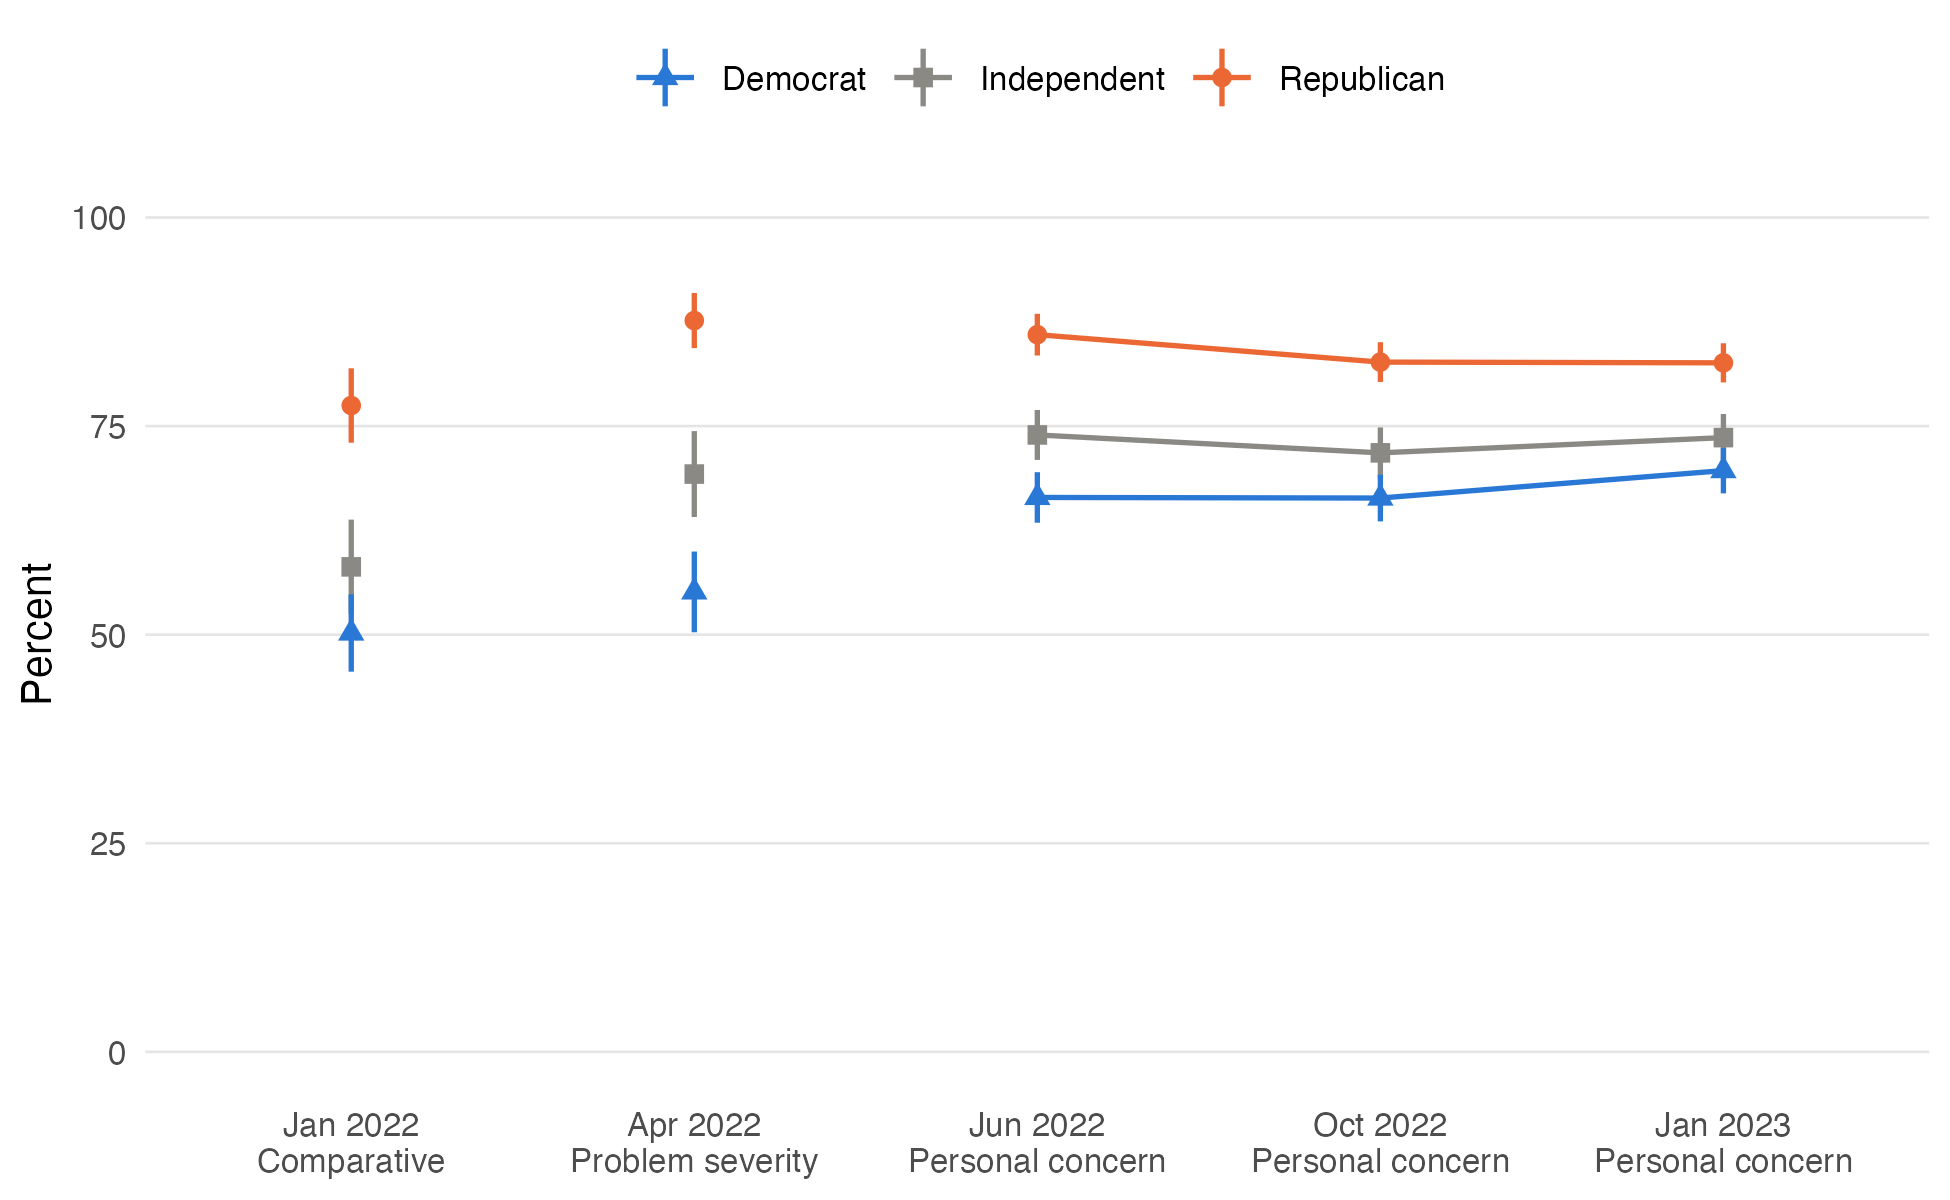 Democrat Independent Republican
100
75
50
25
0
Percent
Jan 2022 Apr 2022 Jun 2022 Oct 2022 Jan 2023
Comparative Problem severity Personal concern Personal concern Personal concern